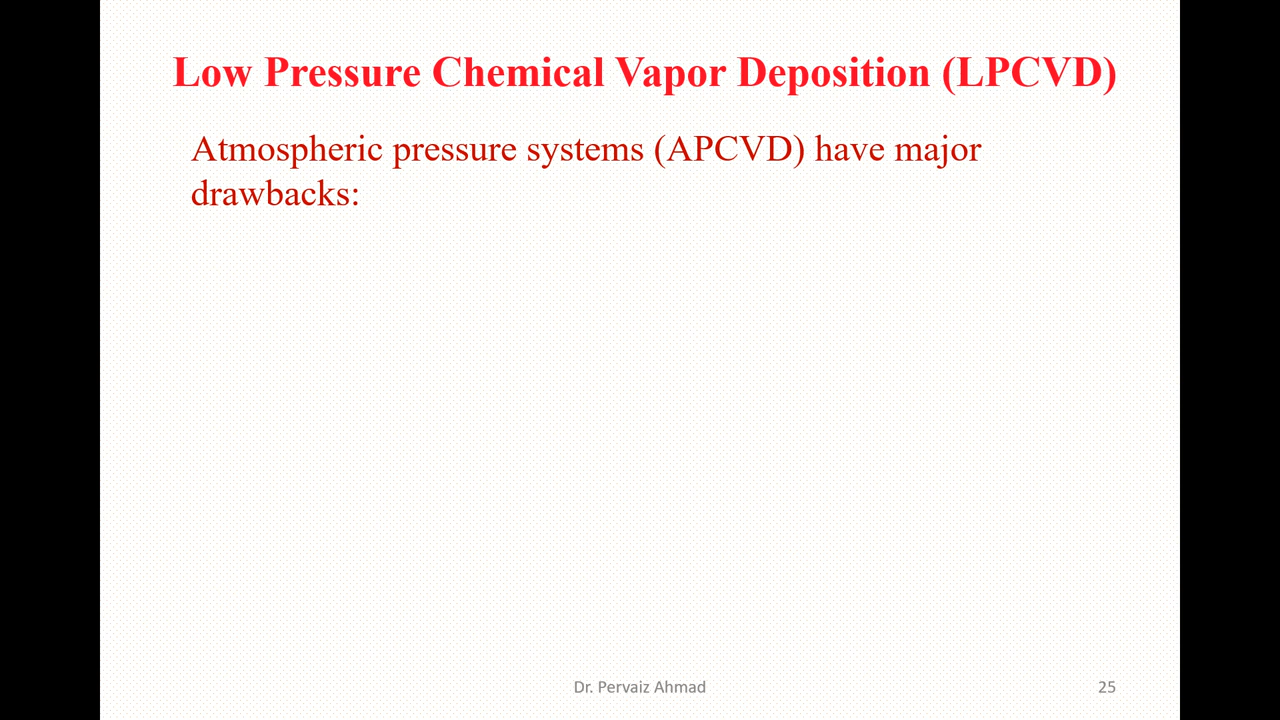 Low Pressure Chemical Vapor Deposition (LPCVD)
Atmospheric pressure systems (APCVD) have major
drawbacks:
Dr. Pervaiz Ahmad
25